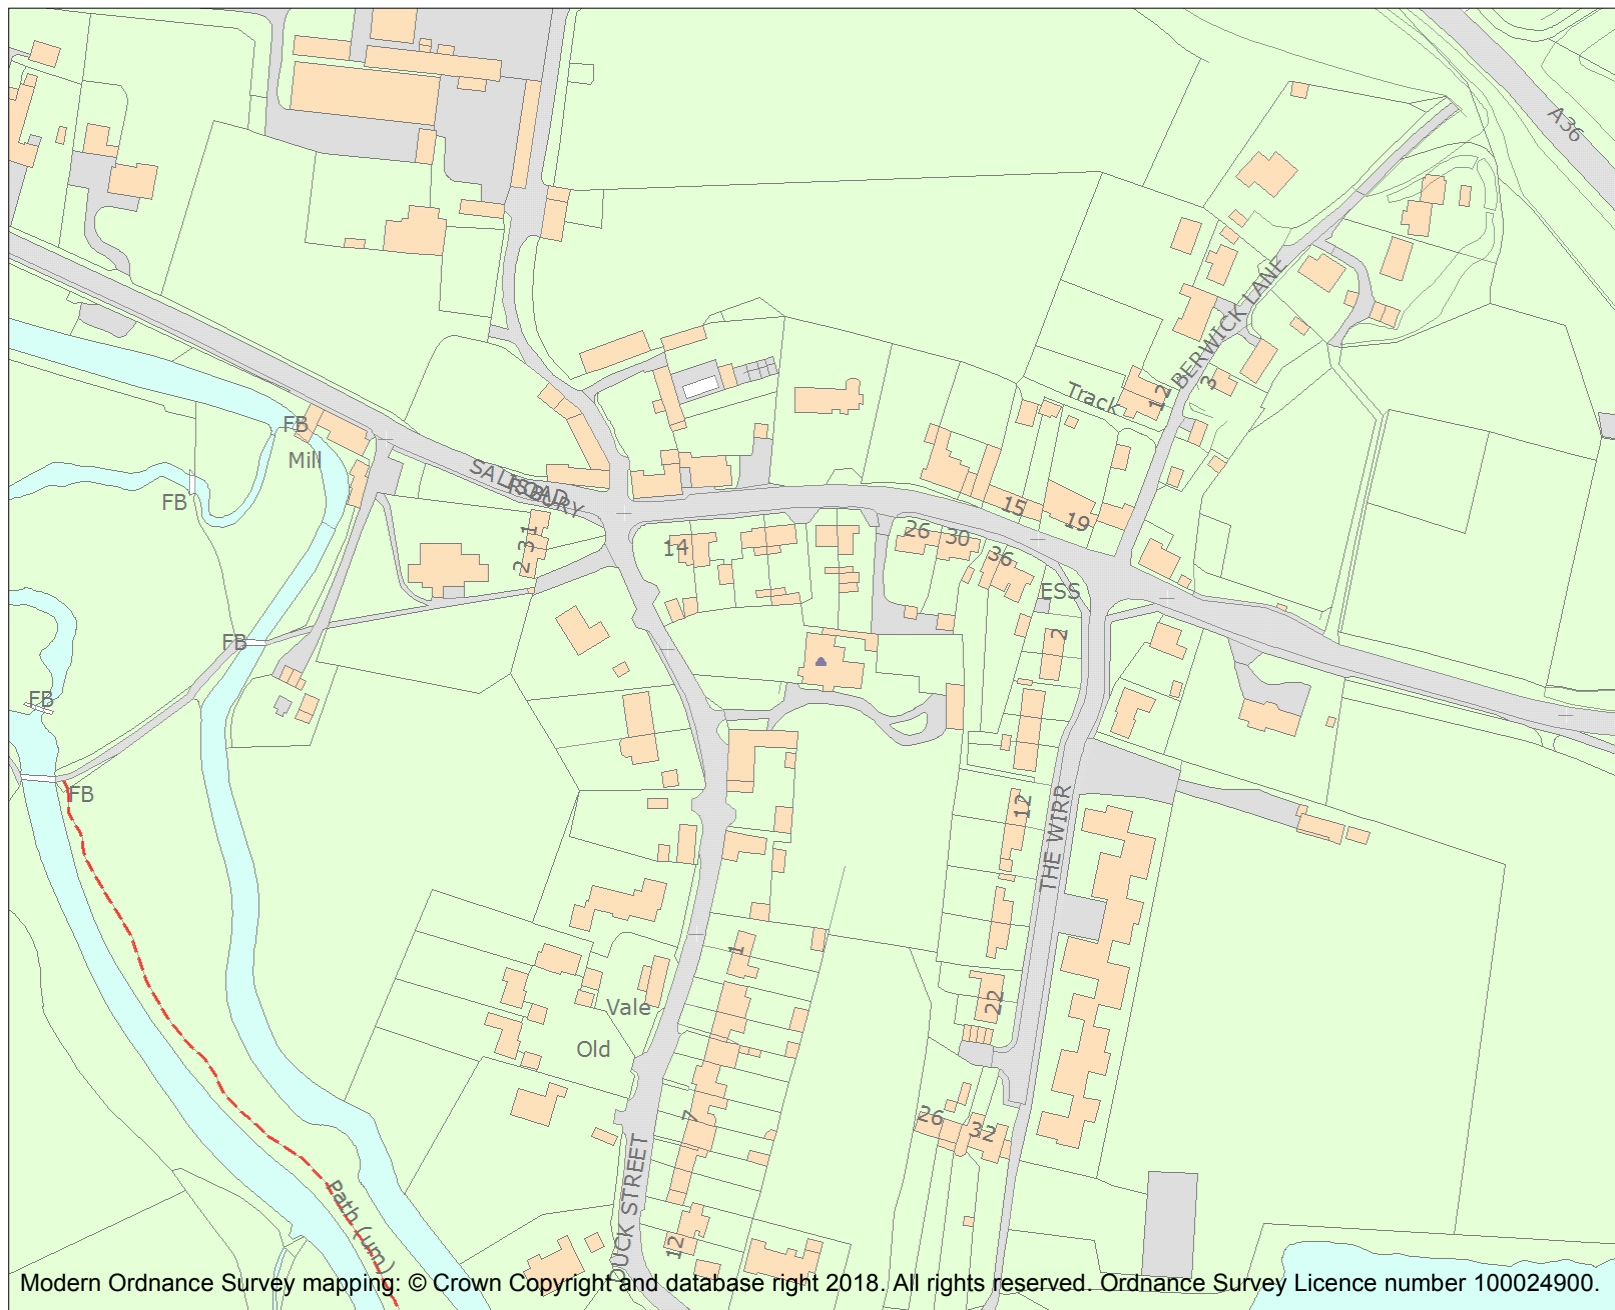 A36
BERWICK LANE
Track
12
3
FB
Mill
FB
SALISBURY
ROAD
15
19
1
3
2
14
26
30
36
ESS
2
FB
FB
FB
12
THE WIRR
1
Vale
Old
22
7
26
32
DUCK STREET
12
Path (um)
Modern Ordnance Survey mapping: © Crown Copyright and database right 2018. All rights reserved. Ordnance Survey Licence number 100024900.